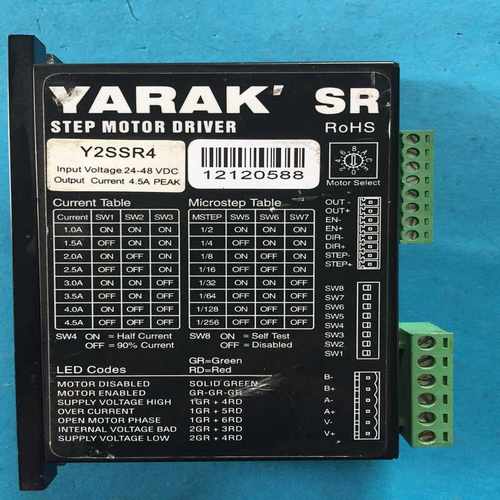 YARAK' SR
STEP MOTOR DRIVER
RoHS
Y2SSR4
Input Voltage:24-48 VDC
Output Current 4.5A PEAK
12120588
Motor Select
Current Table
Current SW1 SW2 SW3
1.0A ON ON ON
1.5A OFF ON ON
2.0A ON OFF ON
2.5A OFF OFF ON
3.0A ON ON OFF
3.5A OFF ON OFF
4.0A ON OFF OFF
4.5A OFF OFF OFF
SW4 ON = Half Current
OFF = 90% Current
Microstep Table
MSTEP SW5 SW6 SW7
1/2 ON ON ON
1/4 OFF ON ON
1/8 ON OFF ON
1/16 OFF OFF ON
1/32 ON ON OFF
1/64 OFF ON OFF
1/128 ON OFF OFF
1/256 OFF OFF OFF
SW8 ON = Self Test
OFF = Disabled
GR=Green
RD=Red
LED Codes
MOTOR DISABLED SOLID GREEN
MOTOR ENABLED GR-GR-GR
SUPPLY VOLTAGE HIGH 1GR + 4RD
OVER CURRENT 1GR + 5RD
OPEN MOTOR PHASE 1GR + 6RD
INTERNAL VOLTAGE BAD 2GR + 3RD
SUPPLY VOLTAGE LOW 2GR + 4RD
OUT -
OUT+
EN-
EN+
DIR-
DIR+
STEP-
STEP+
SW8
SW7
SW6
SW5
SW4
SW3
SW2
SW1
B-
B+
A-
A+
V-
V+